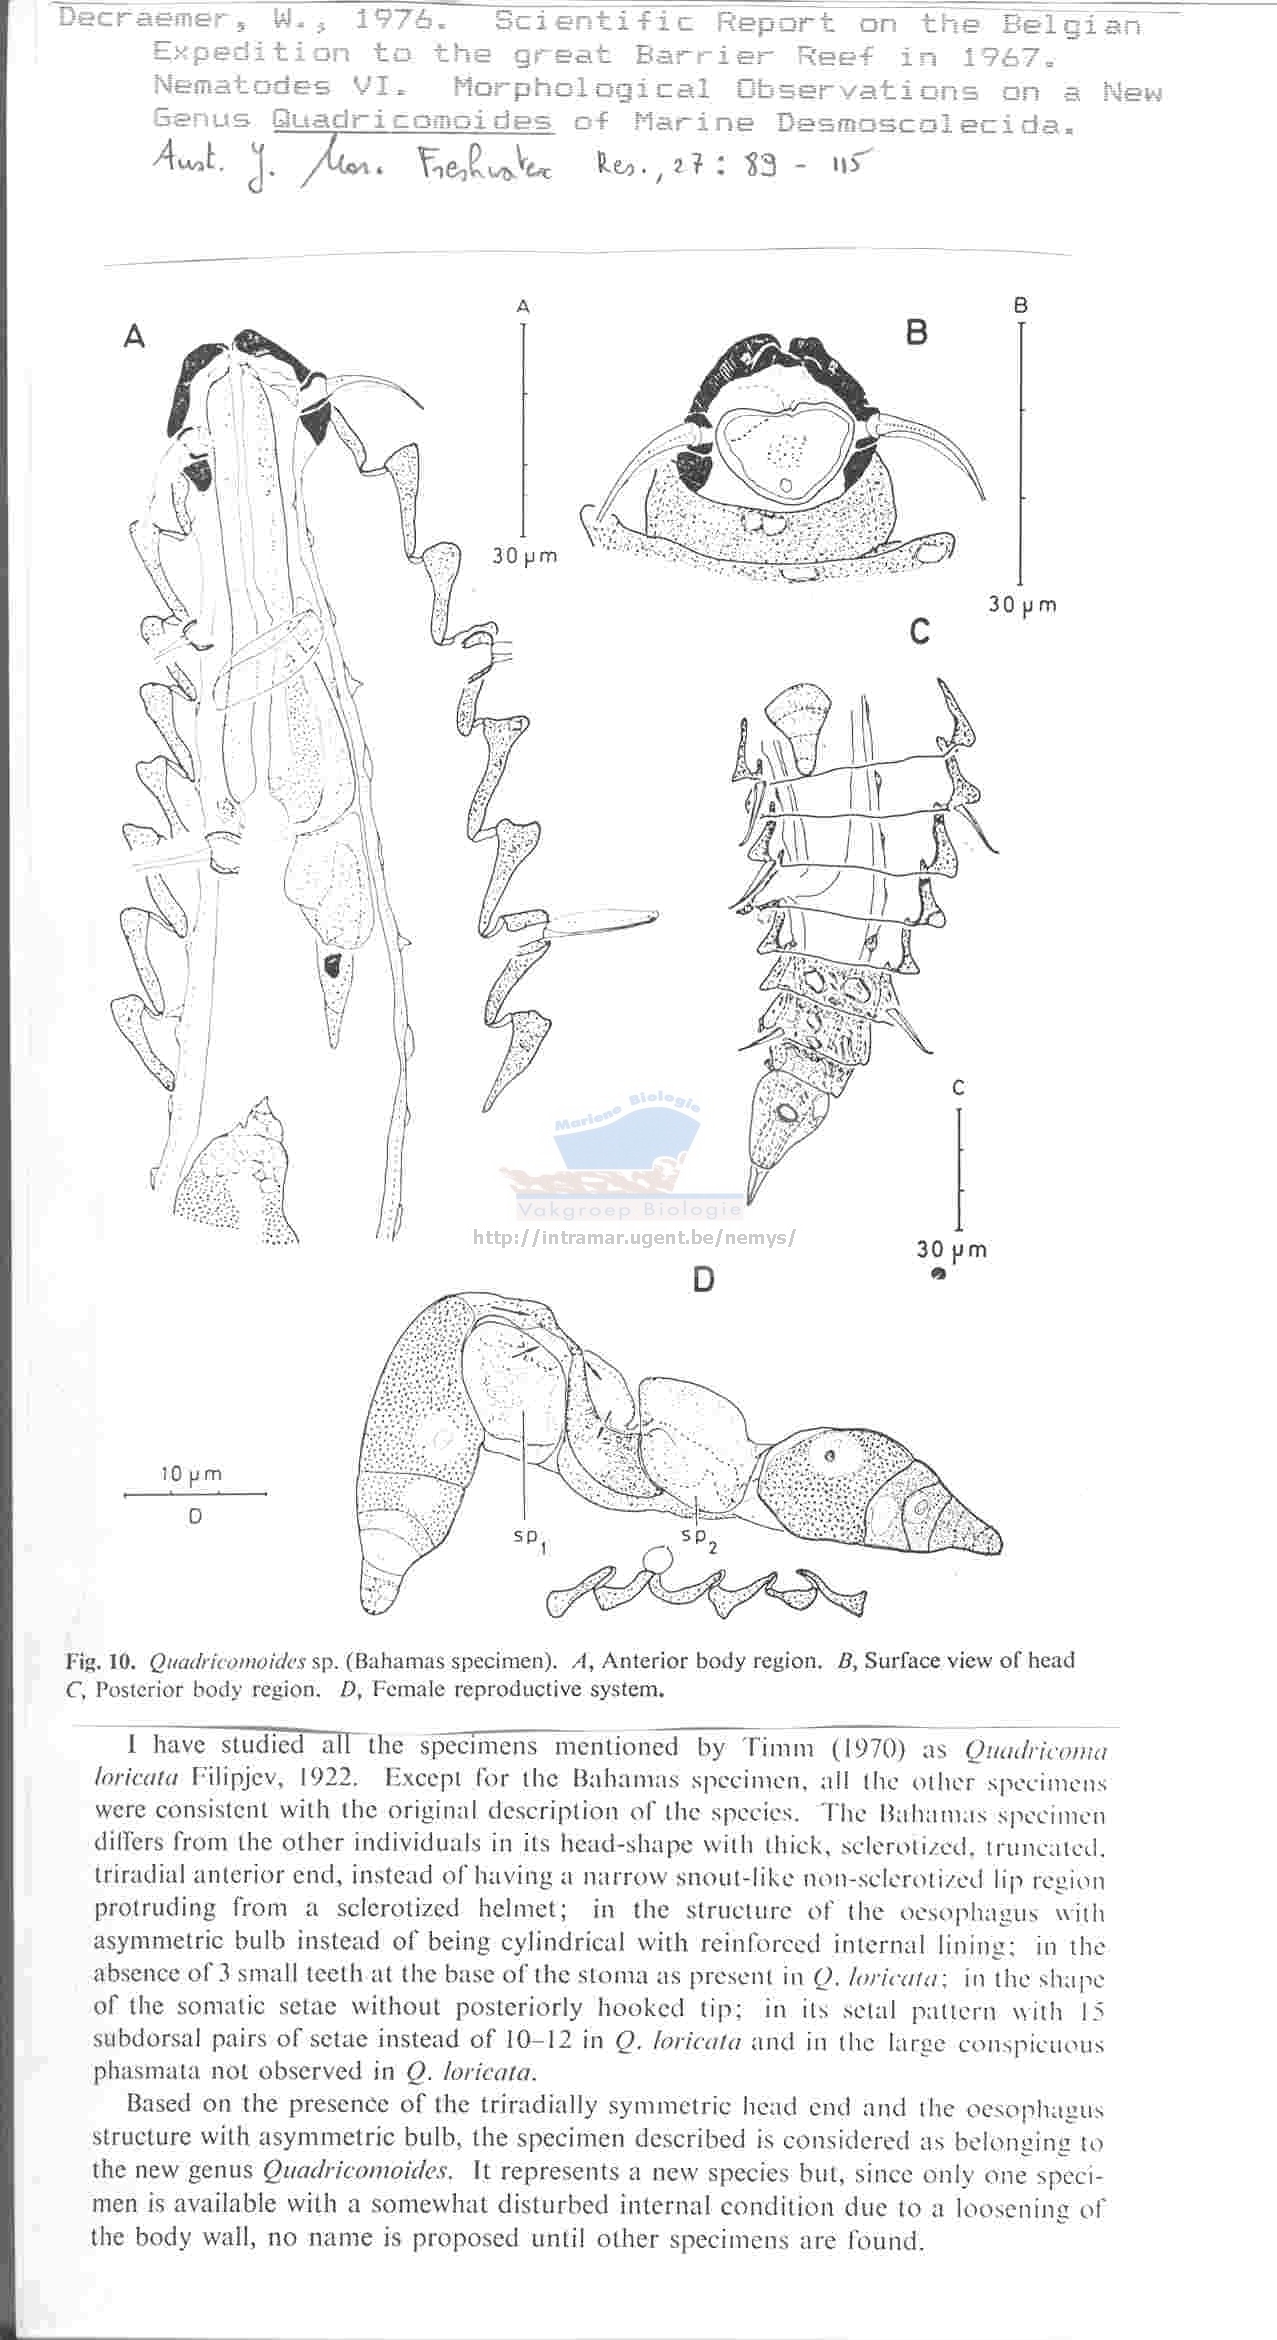 Decraemer, W., 1976. Scientific Report on the Belgian
Expedition to the great Barrier Reef in 1967.
Nematodes VI. Morphological Observations on a New
Genus Quadricomoides of Marine Desmoscolecida.
Aust. J. Mar. Freshwater Res., 27: 89 - 115
A
A
30 µm
B
B
30 µm
C
C
30 µm
Mariene Biologie
Vakgroep Biologie
http://intramar.ugent.be/nemys/
D
10 µm
D
sp1
sp2
Fig. 10. Quadricomoides sp. (Bahamas specimen). A, Anterior body region. B, Surface view of head
C, Posterior body region. D, Female reproductive system.
I have studied all the specimens mentioned by Timm (1970) as Quadricoma
loricata Filipjev, 1922. Except for the Bahamas specimen, all the other specimens
were consistent with the original description of the species. The Bahamas specimen
differs from the other individuals in its head-shape with thick, sclerotized, truncated,
triradial anterior end, instead of having a narrow snout-like non-sclerotized lip region
protruding from a sclerotized helmet; in the structure of the oesophagus with
asymmetric bulb instead of being cylindrical with reinforced internal lining; in the
absence of 3 small teeth at the base of the stoma as present in Q. loricata; in the shape
of the somatic setae without posteriorly hooked tip; in its setal pattern with 15
subdorsal pairs of setae instead of 10–12 in Q. loricata and in the large conspicuous
phasmata not observed in Q. loricata.
Based on the presence of the triradially symmetric head end and the oesophagus
structure with asymmetric bulb, the specimen described is considered as belonging to
the new genus Quadricomoides. It represents a new species but, since only one speci-
men is available with a somewhat disturbed internal condition due to a loosening of
the body wall, no name is proposed until other specimens are found.